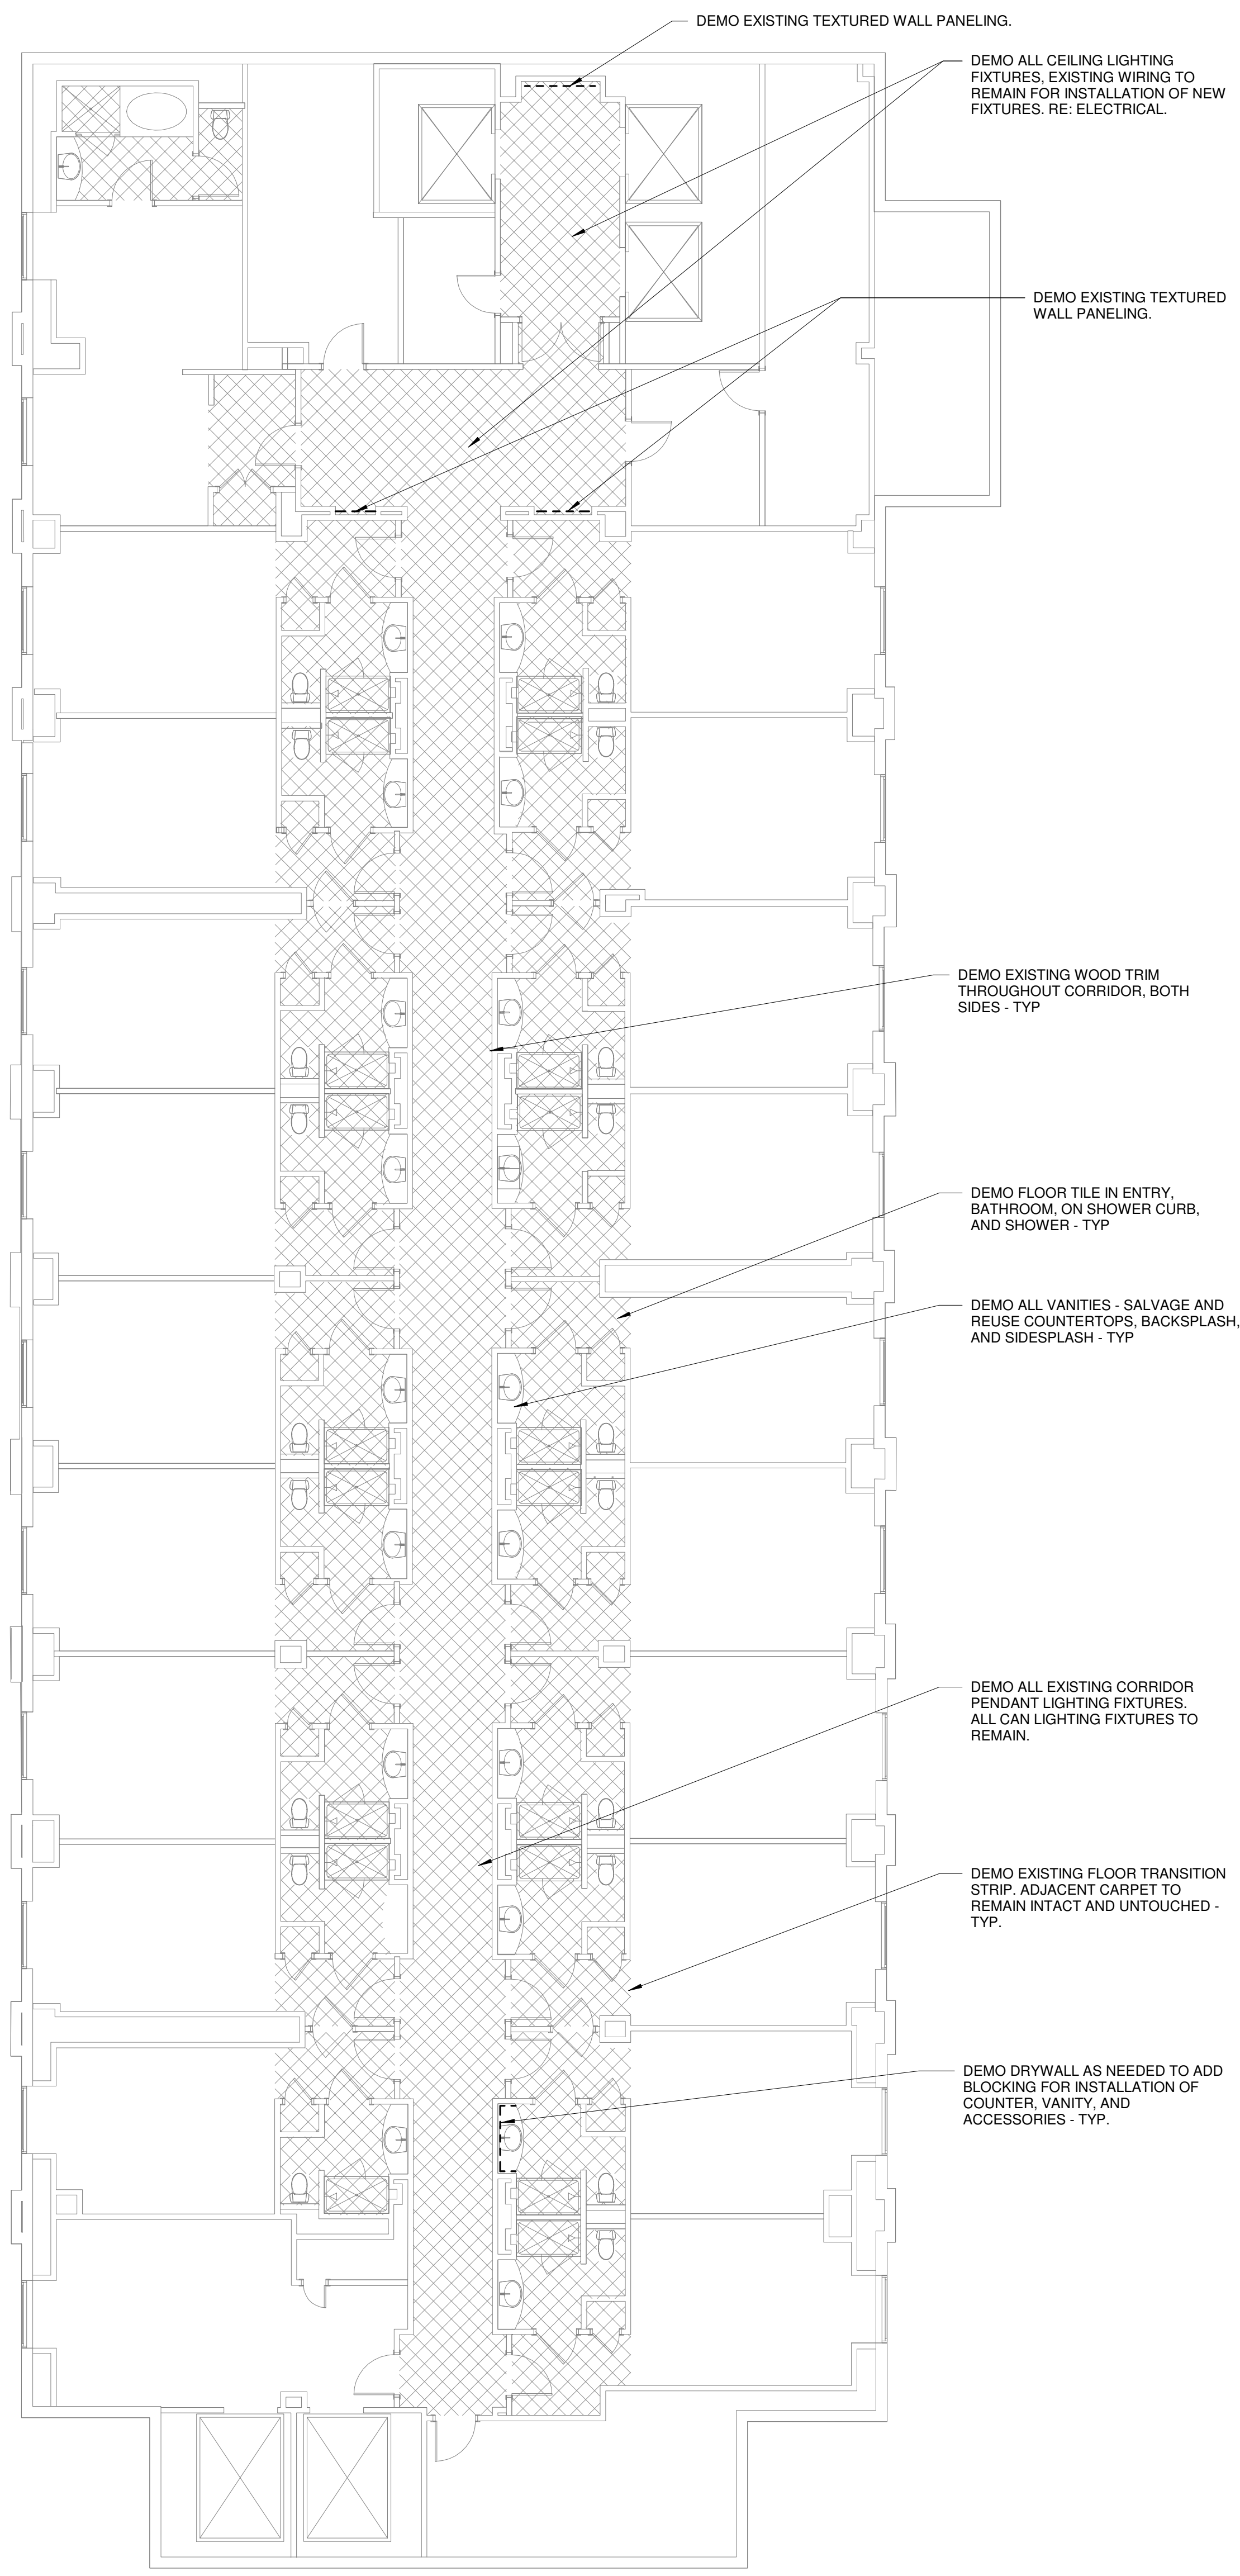 DEMO EXISTING TEXTURED WALL PANELING.
DEMO ALL CEILING LIGHTING
FIXTURES, EXISTING WIRING TO
REMAIN FOR INSTALLATION OF NEW
FIXTURES. RE: ELECTRICAL.
DEMO EXISTING TEXTURED
WALL PANELING.
DEMO EXISTING WOOD TRIM
THROUGHOUT CORRIDOR, BOTH
SIDES - TYP
DEMO FLOOR TILE IN ENTRY,
BATHROOM, ON SHOWER CURB,
AND SHOWER - TYP
DEMO ALL VANITIES - SALVAGE AND
REUSE COUNTERTOPS, BACKSPLASH,
AND SIDESPLASH - TYP
DEMO ALL EXISTING CORRIDOR
PENDANT LIGHTING FIXTURES.
ALL CAN LIGHTING FIXTURES TO
REMAIN.
DEMO EXISTING FLOOR TRANSITION
STRIP. ADJACENT CARPET TO
REMAIN INTACT AND UNTOUCHED -
TYP.
DEMO DRYWALL AS NEEDED TO ADD
BLOCKING FOR INSTALLATION OF
COUNTER, VANITY, AND
ACCESSORIES - TYP.